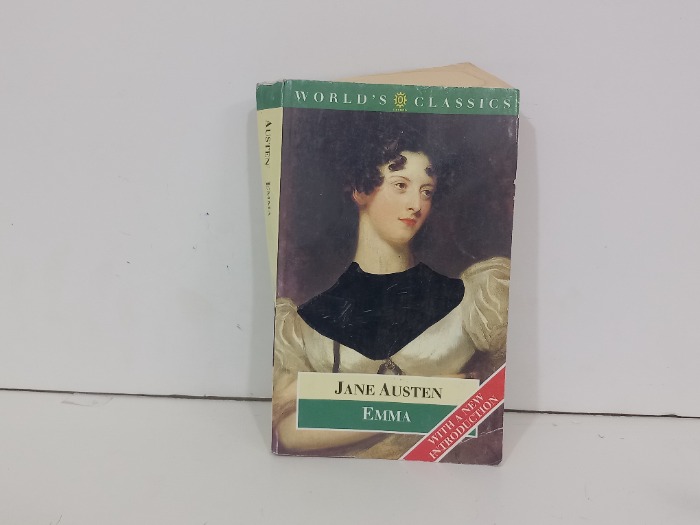 WORLD'S CLASSICS
AUSTEN EMMA
JANE AUSTEN
EMMA
WITH A NEW
INTRODUCTION